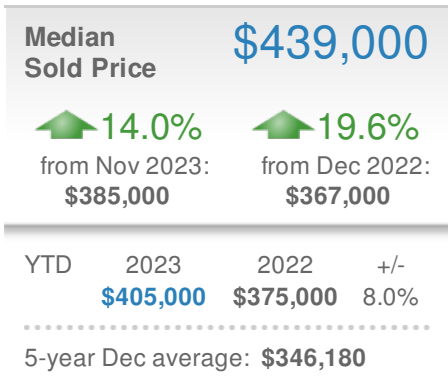 Median $439,000
Sold Price
14.0% 19.6%
from Nov 2023: from Dec 2022:
$385,000 $367,000
YTD 2023 2022 +/-
$405,000 $375,000 8.0%
5-year Dec average: $346,180